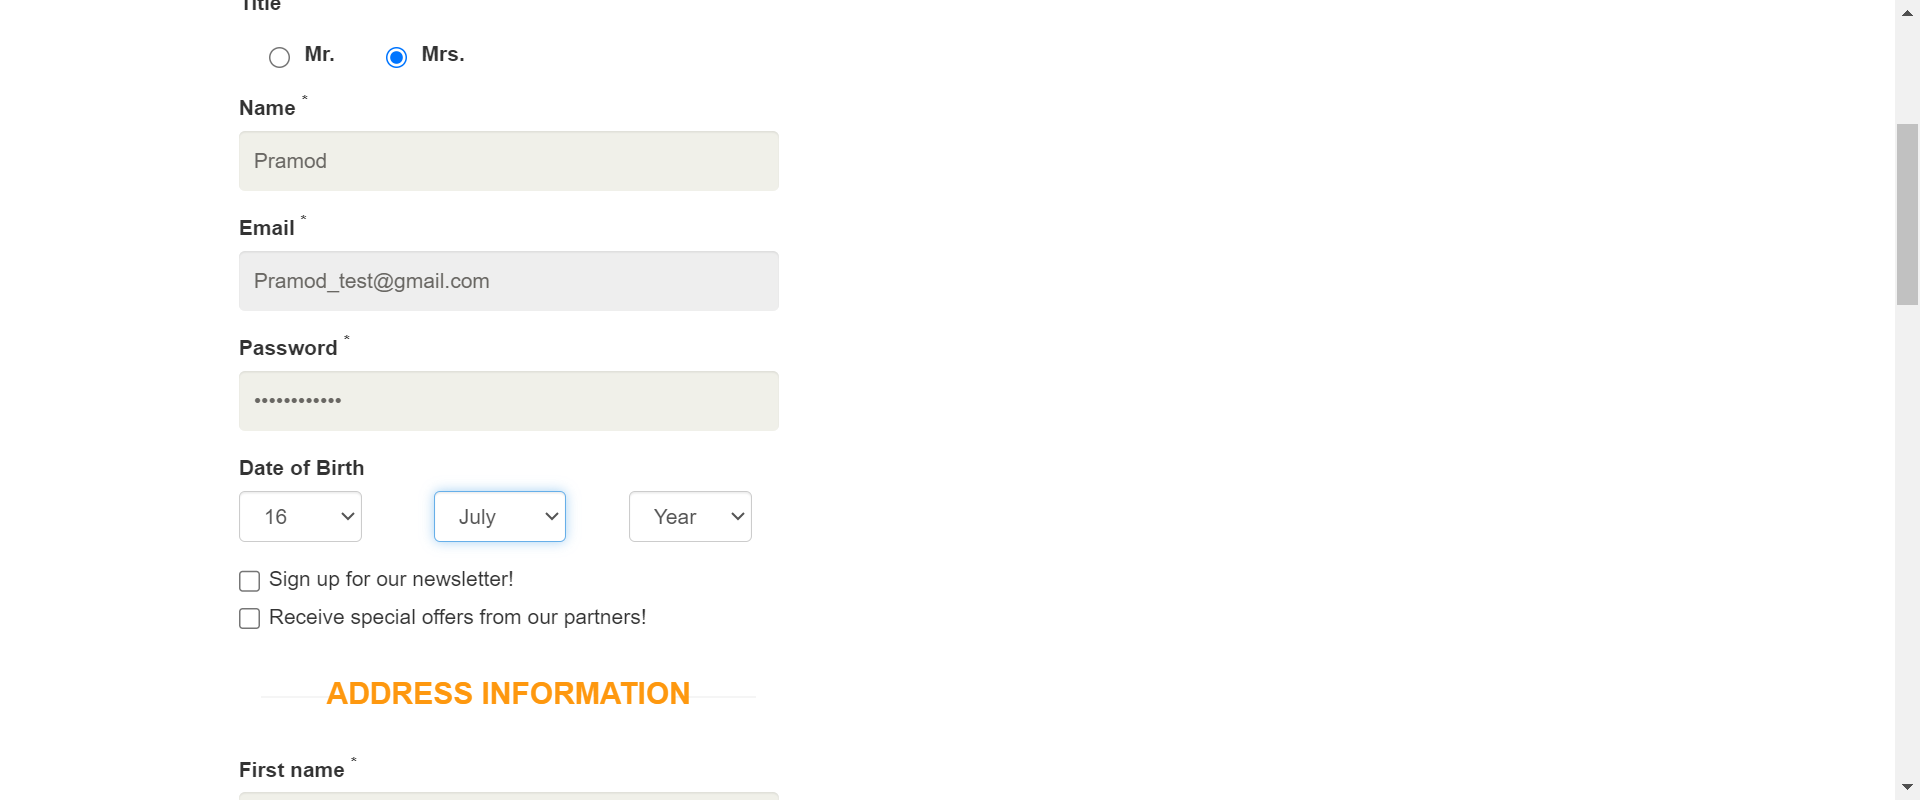 Title
Mr. Mrs.
Name *
Pramod
Email *
Pramod_test@gmail.com
Password *
••••••••••••
Date of Birth
16 July Year
Sign up for our newsletter!
Receive special offers from our partners!
ADDRESS INFORMATION
First name *